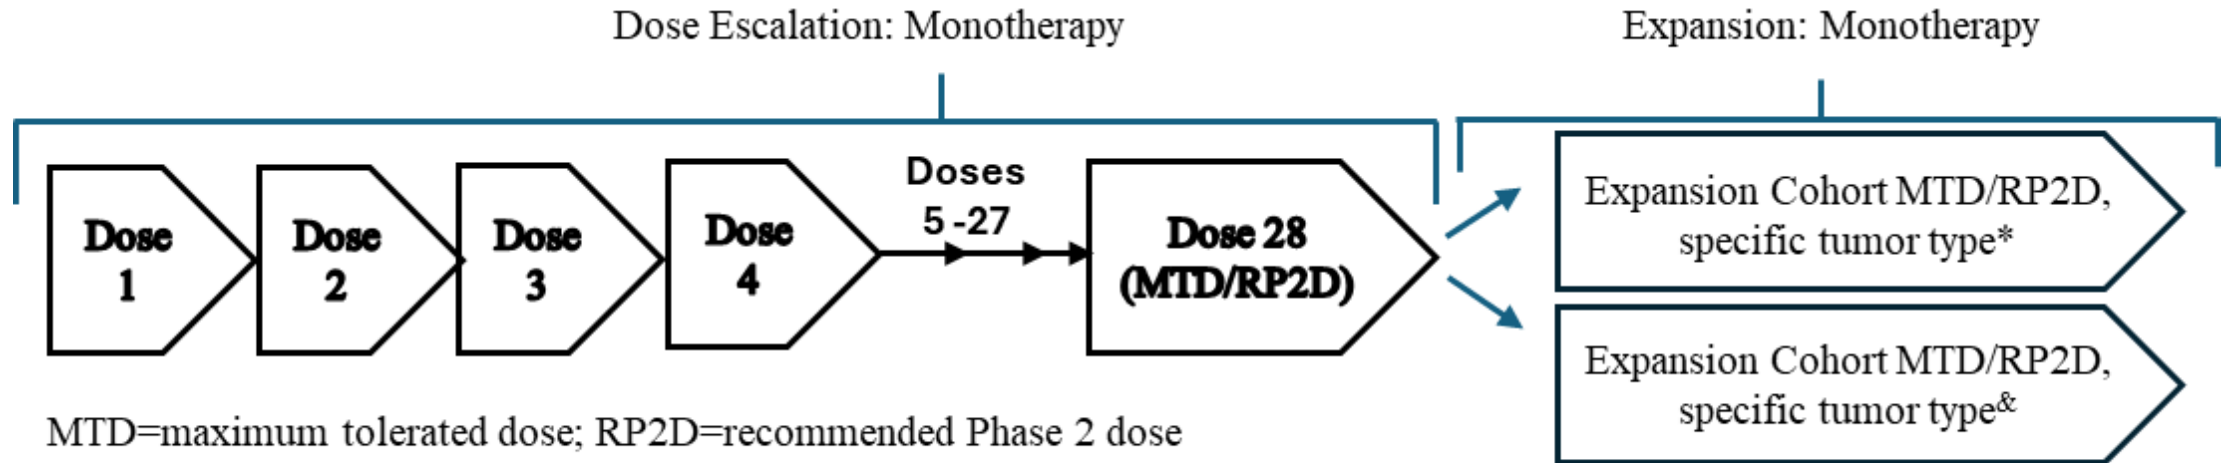 Dose Escalation: Monotherapy
Expansion: Monotherapy
Dose
1
Dose
2
Dose
3
Dose
4
Doses
5 -27
Dose 28
(MTD/RP2D)
Expansion Cohort MTD/RP2D,
specific tumor type*
Expansion Cohort MTD/RP2D,
specific tumor type&
MTD=maximum tolerated dose; RP2D=recommended Phase 2 dose